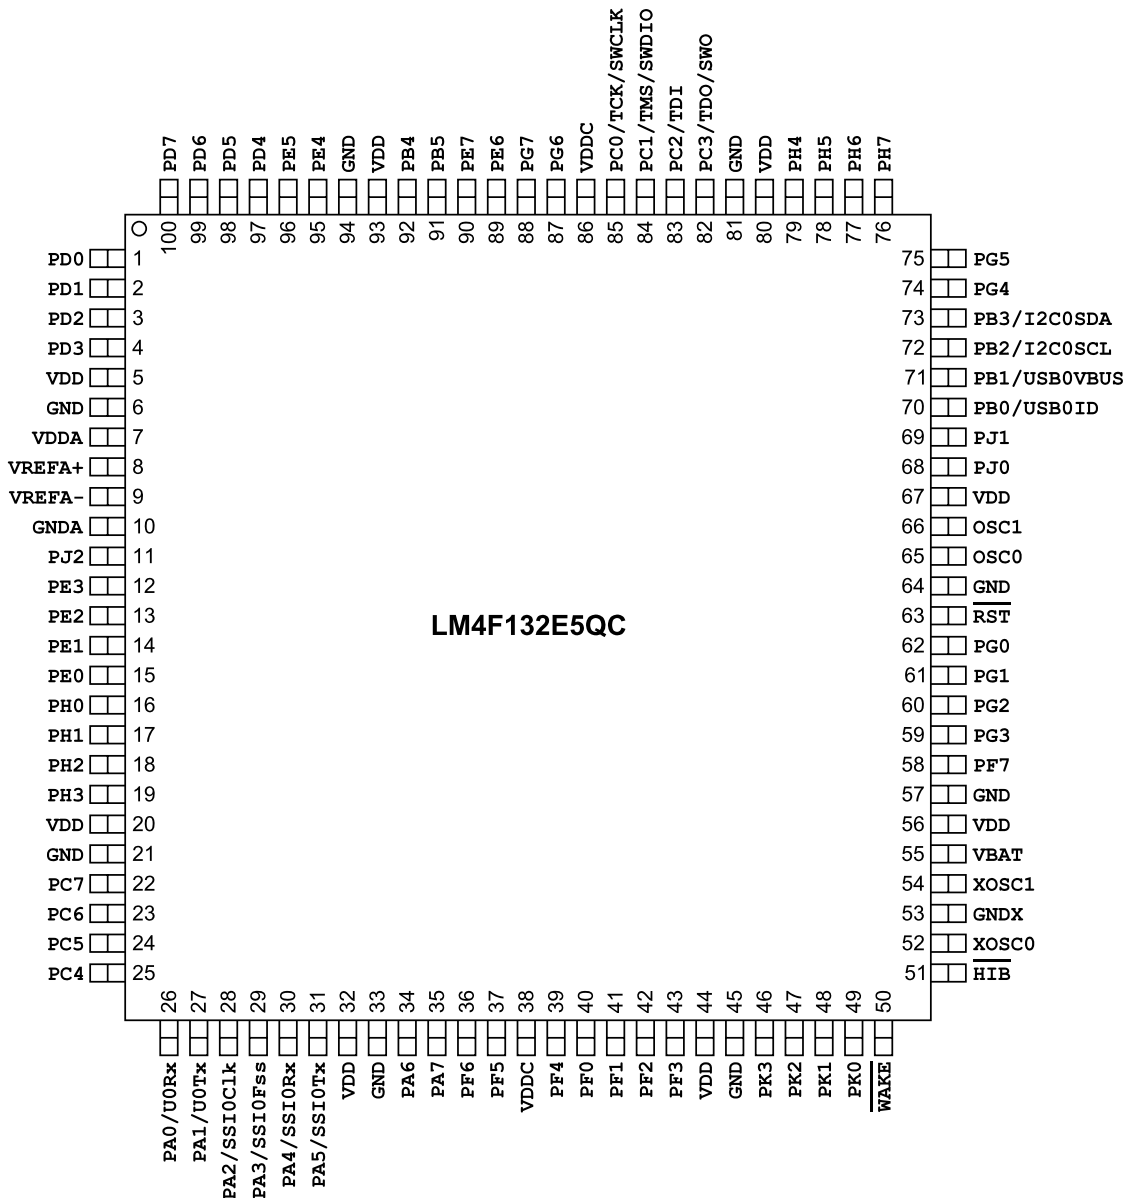 PD7 PD6 PD5 PD4 PE5 PE4 GND VDD PB4 PB5 PE7 PE6 PG7 PG6 VDDC PC0/TCK/SWCLK PC1/TMS/SWDIO PC2/TDI PC3/TDO/SWO GND VDD PH4 PH5 PH6 PH7
100 99 98 97 96 95 94 93 92 91 90 89 88 87 86 85 84 83 82 81 80 79 78 77 76
PD0 1
PD1 2
PD2 3
PD3 4
VDD 5
GND 6
VDDA 7
VREFA+ 8
VREFA- 9
GNDA 10
PJ2 11
PE3 12
PE2 13
PE1 14
PE0 15
PH0 16
PH1 17
PH2 18
PH3 19
VDD 20
GND 21
PC7 22
PC6 23
PC5 24
PC4 25
LM4F132E5QC
75 PG5
74 PG4
73 PB3/I2C0SDA
72 PB2/I2C0SCL
71 PB1/USB0VBUS
70 PB0/USB0ID
69 PJ1
68 PJ0
67 VDD
66 OSC1
65 OSC0
64 GND
63 RST
62 PG0
61 PG1
60 PG2
59 PG3
58 PF7
57 GND
56 VDD
55 VBAT
54 XOSC1
53 GNDX
52 XOSC0
51 HIB
26 27 28 29 30 31 32 33 34 35 36 37 38 39 40 41 42 43 44 45 46 47 48 49 50
PA0/U0Rx PA1/U0Tx PA2/SSI0Clk PA3/SSI0Fss PA4/SSI0Rx PA5/SSI0Tx VDD GND PA6 PA7 PF6 PF5 VDDC PF4 PF0 PF1 PF2 PF3 VDD GND PK3 PK2 PK1 PK0 WAKE